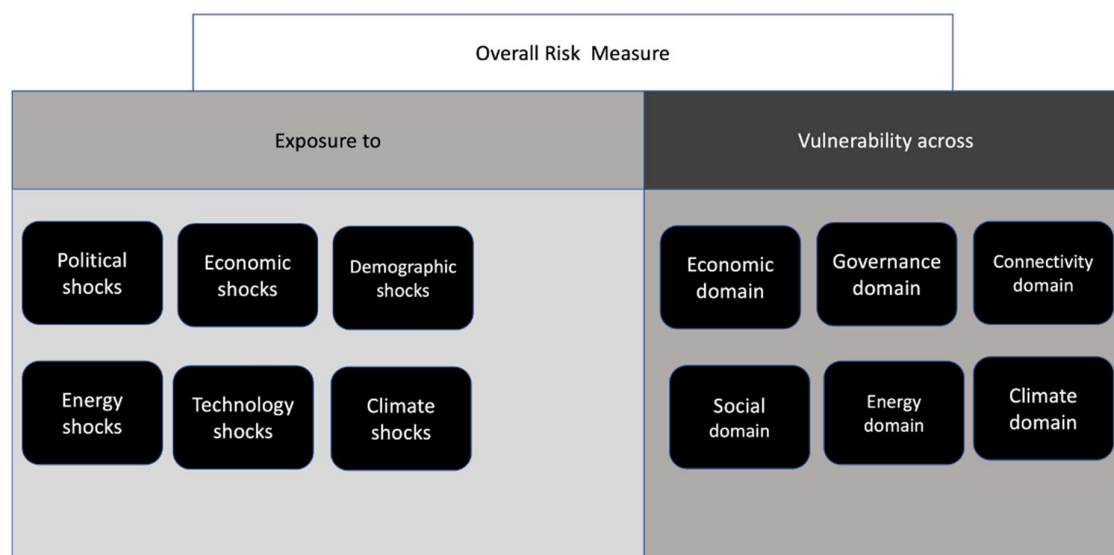 Overall Risk Measure
Exposure to
Vulnerability across
Political
shocks
Economic
shocks
Demographic
shocks
Energy
shocks
Technology
shocks
Climate
shocks
Economic
domain
Governance
domain
Connectivity
domain
Social
domain
Energy
domain
Climate
domain